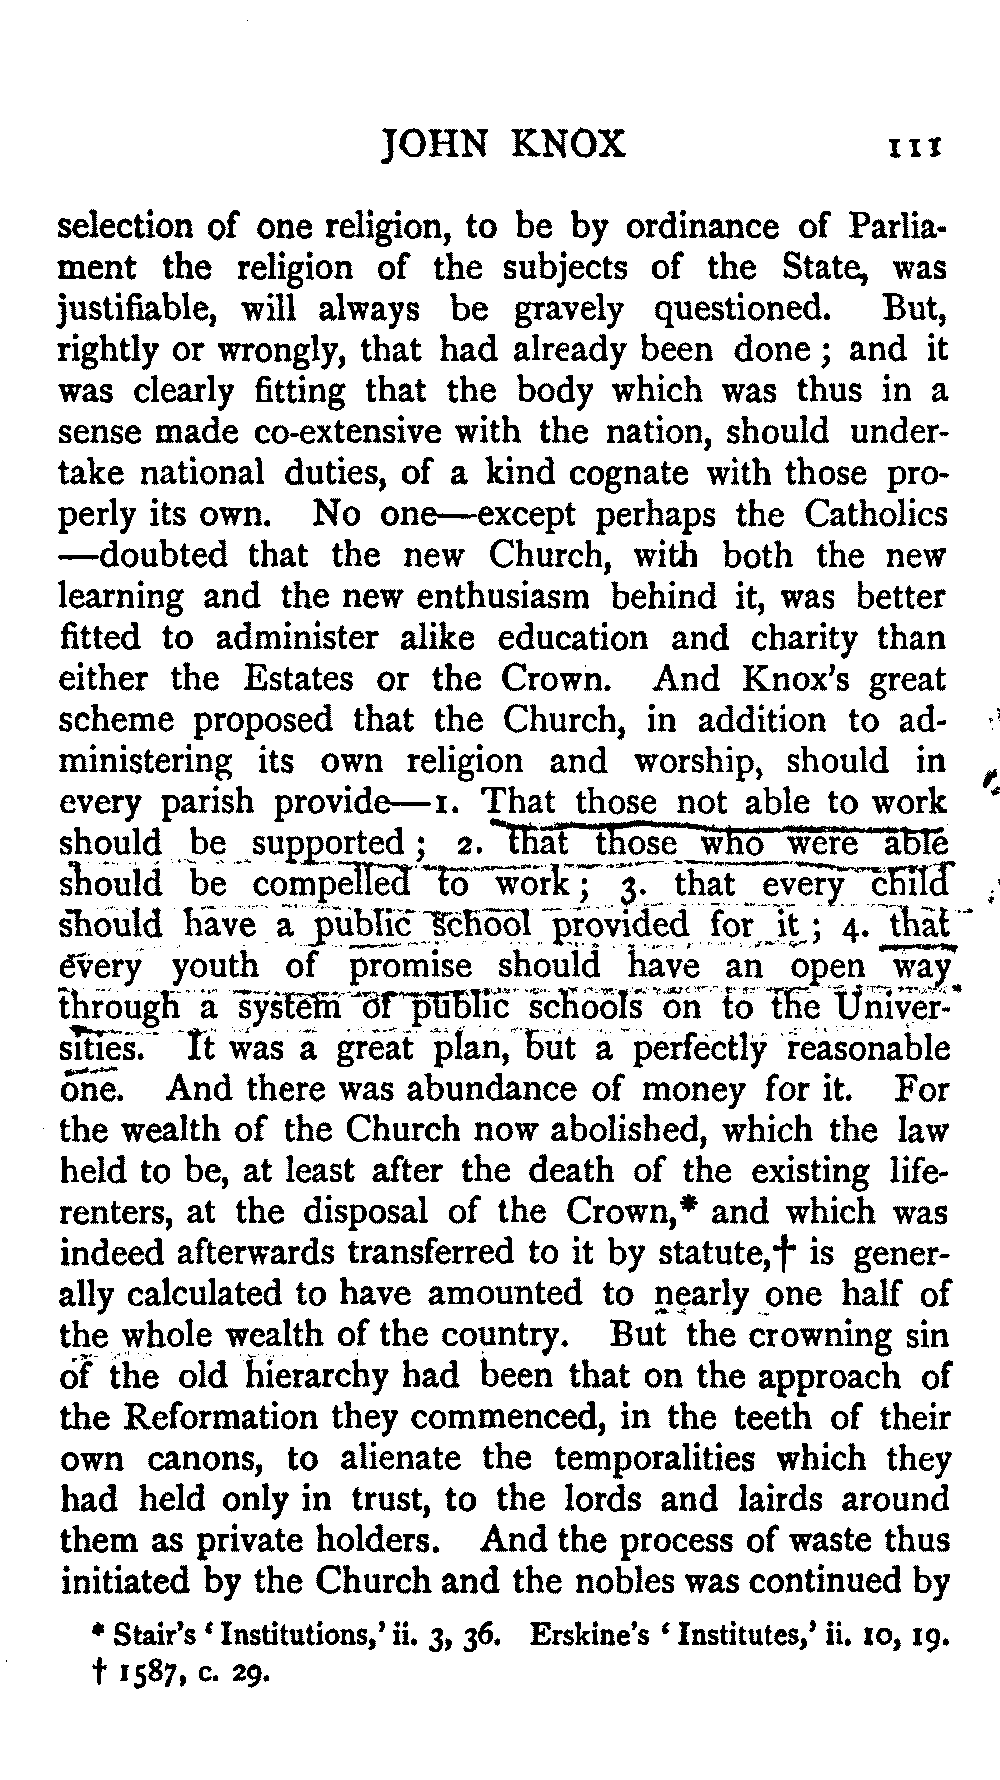 JOHN KNOX 111
selection of one religion, to be by ordinance of Parlia-
ment the religion of the subjects of the State, was
justifiable, will always be gravely questioned. But,
rightly or wrongly, that had already been done ; and it
was clearly fitting that the body which was thus in a
sense made co-extensive with the nation, should under-
take national duties, of a kind cognate with those pro-
perly its own. No one—except perhaps the Catholics
—doubted that the new Church, with both the new
learning and the new enthusiasm behind it, was better
fitted to administer alike education and charity than
either the Estates or the Crown. And Knox's great
scheme proposed that the Church, in addition to ad-
ministering its own religion and worship, should in
every parish provide—1. That those not able to work
should be supported ; 2. that those who were able
should be compelled to work ; 3. that every child
should have a public school provided for it ; 4. that
every youth of promise should have an open way
through a system of public schools on to the Univer-
sities. It was a great plan, but a perfectly reasonable
one. And there was abundance of money for it. For
the wealth of the Church now abolished, which the law
held to be, at least after the death of the existing life-
renters, at the disposal of the Crown,* and which was
indeed afterwards transferred to it by statute,† is gener-
ally calculated to have amounted to nearly one half of
the whole wealth of the country. But the crowning sin
of the old hierarchy had been that on the approach of
the Reformation they commenced, in the teeth of their
own canons, to alienate the temporalities which they
had held only in trust, to the lords and lairds around
them as private holders. And the process of waste thus
initiated by the Church and the nobles was continued by
* Stair's ‘Institutions,’ ii. 3, 36. Erskine's ‘Institutes,’ ii. 10, 19.
† 1587, c. 29.